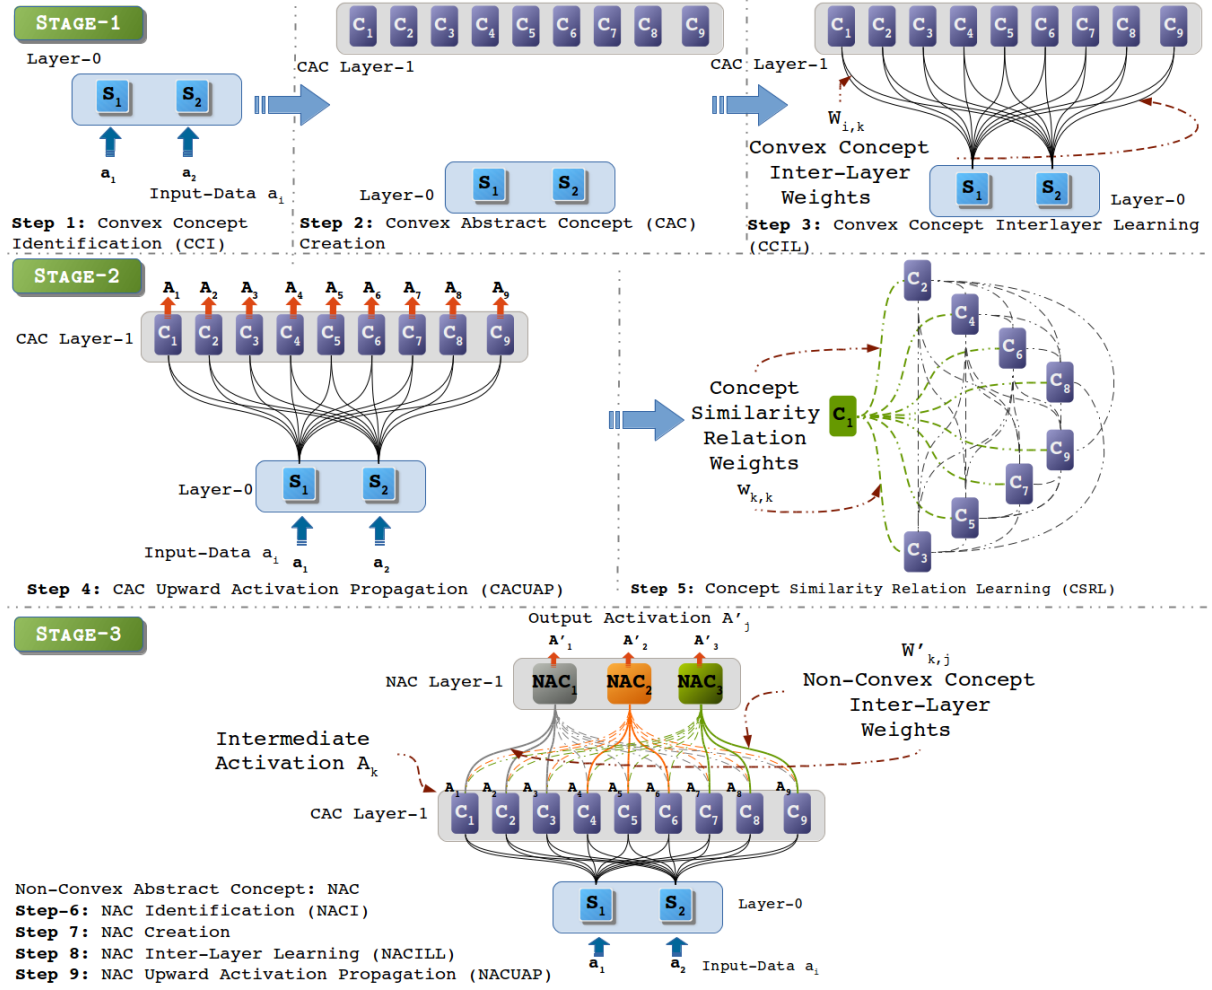 STAGE-1
Layer-0
S1 S2
a1 a2
Input-Data ai
Step 1: Convex Concept
Identification (CCI)
C1 C2 C3 C4 C5 C6 C7 C8 C9
CAC Layer-1
Layer-0
S1 S2
Step 2: Convex Abstract Concept (CAC)
Creation
C1 C2 C3 C4 C5 C6 C7 C8 C9
CAC Layer-1
Wi,k
Convex Concept
Inter-Layer
Weights
S1 S2
Layer-0
Step 3: Convex Concept Interlayer Learning
(CCIL)
STAGE-2
A1 A2 A3 A4 A5 A6 A7 A8 A9
CAC Layer-1
C1 C2 C3 C4 C5 C6 C7 C8 C9
Layer-0
S1 S2
Input-Data ai
a1 a2
Step 4: CAC Upward Activation Propagation (CACUAP)
Concept
Similarity
Relation
Weights
wk,k
C1
C2
C4
C6
C8
C9
C7
C5
C3
Step 5: Concept Similarity Relation Learning (CSRL)
STAGE-3
Output Activation A'j
A'1 A'2 A'3
NAC Layer-1
NAC1 NAC2 NAC3
W'k,j
Non-Convex Concept
Inter-Layer
Weights
Intermediate
Activation Ak
A1 A2 A3 A4 A5 A6 A7 A8 A9
CAC Layer-1
C1 C2 C3 C4 C5 C6 C7 C8 C9
S1 S2
Layer-0
a1 a2
Input-Data ai
Non-Convex Abstract Concept: NAC
Step-6: NAC Identification (NACI)
Step 7: NAC Creation
Step 8: NAC Inter-Layer Learning (NACILL)
Step 9: NAC Upward Activation Propagation (NACUAP)